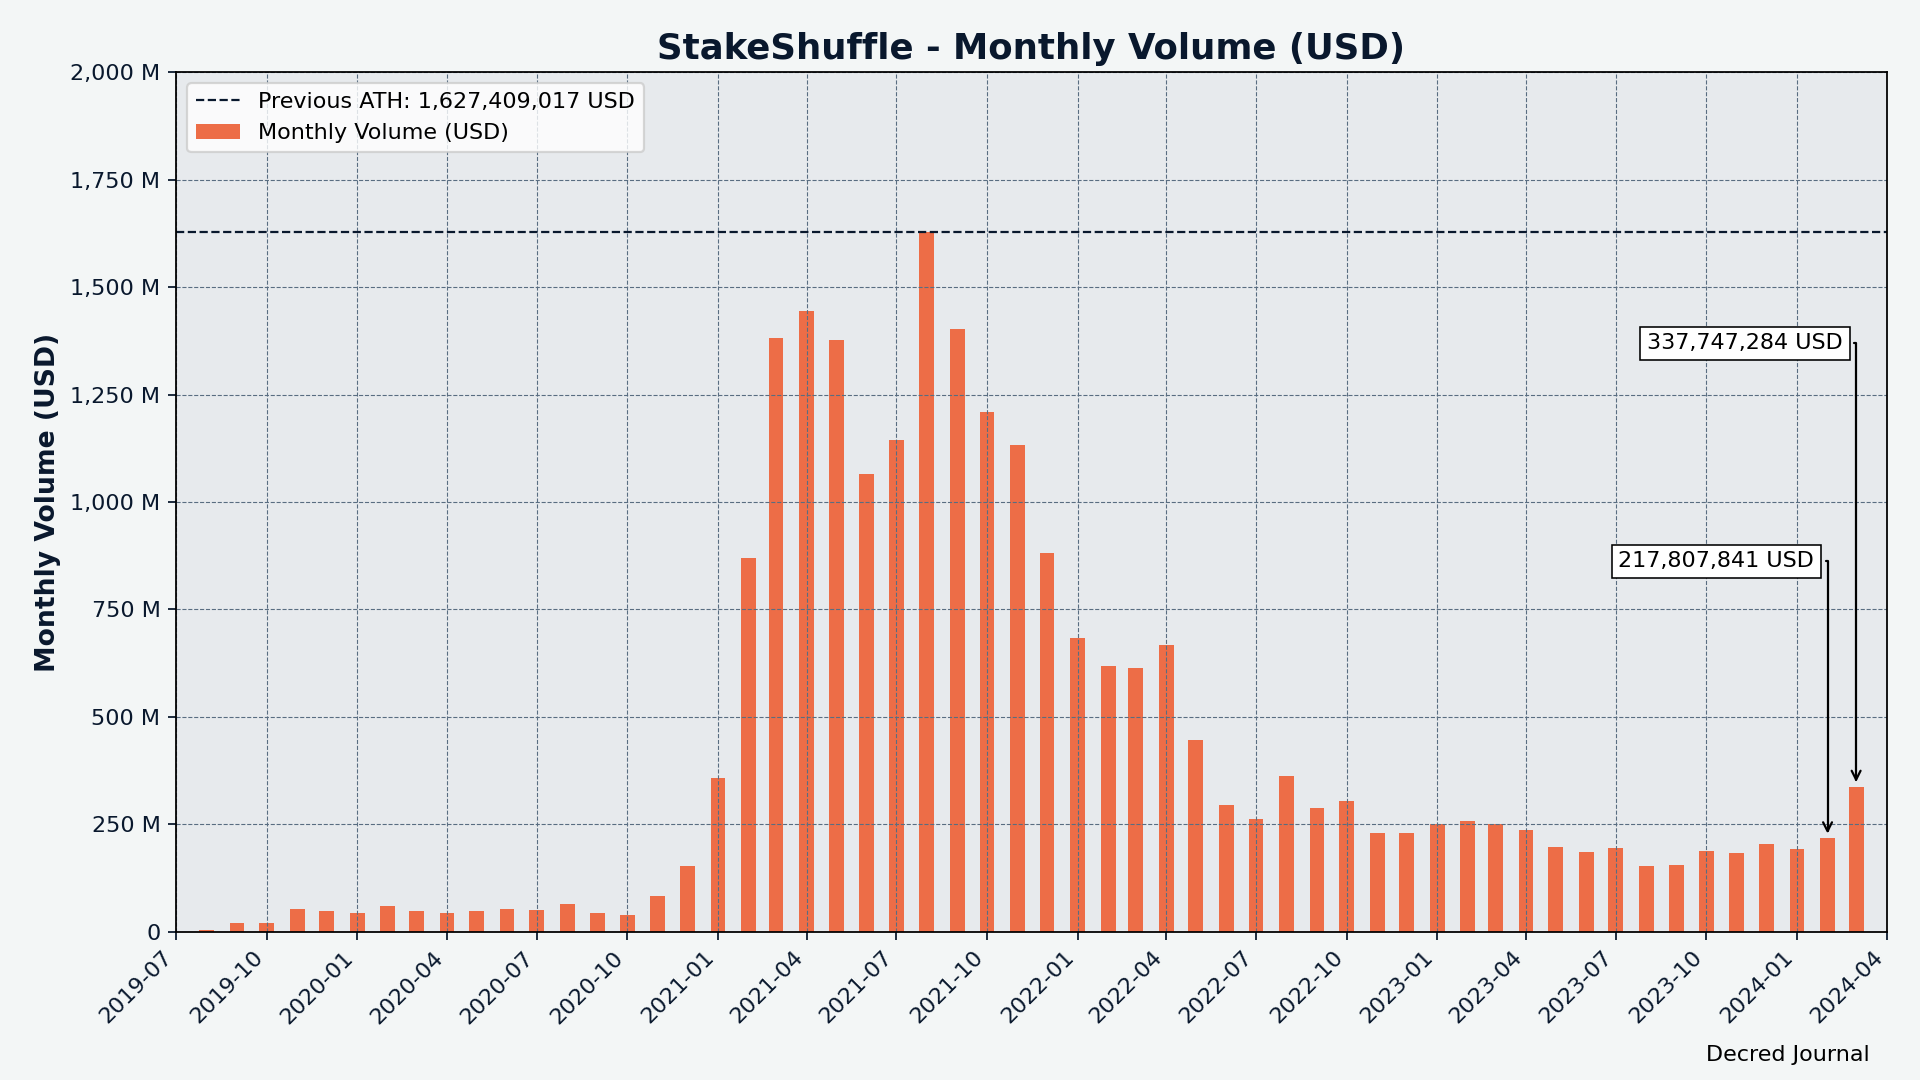 StakeShuffle - Monthly Volume (USD)
Previous ATH: 1,627,409,017 USD
Monthly Volume (USD)
2,000 M
1,750 M
1,500 M
1,250 M
1,000 M
750 M
500 M
250 M
0
Monthly Volume (USD)
337,747,284 USD
217,807,841 USD
2019-07
2019-10
2020-01
2020-04
2020-07
2020-10
2021-01
2021-04
2021-07
2021-10
2022-01
2022-04
2022-07
2022-10
2023-01
2023-04
2023-07
2023-10
2024-01
2024-04
Decred Journal